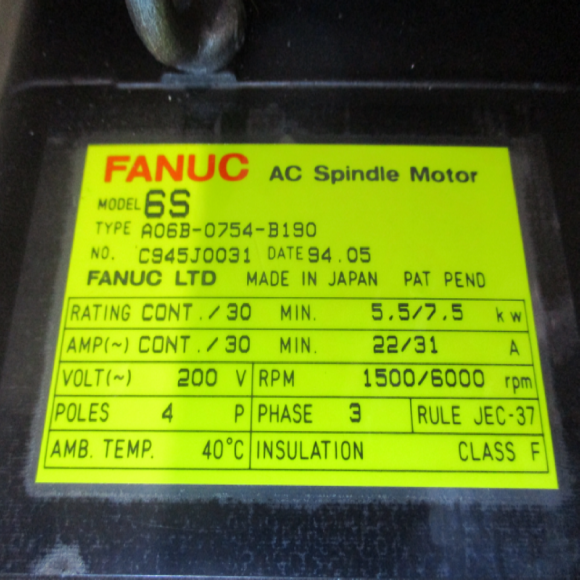 FANUC AC Spindle Motor
MODEL 6S
TYPE A06B-0754-B190
NO. C945J0031 DATE 94.05
FANUC LTD MADE IN JAPAN PAT PEND
RATING CONT./30 MIN. 5.5/7.5 kw
AMP(~) CONT./30 MIN. 22/31 A
VOLT(~) 200 V RPM 1500/6000 rpm
POLES 4 P PHASE 3 RULE JEC-37
AMB. TEMP. 40°C INSULATION CLASS F